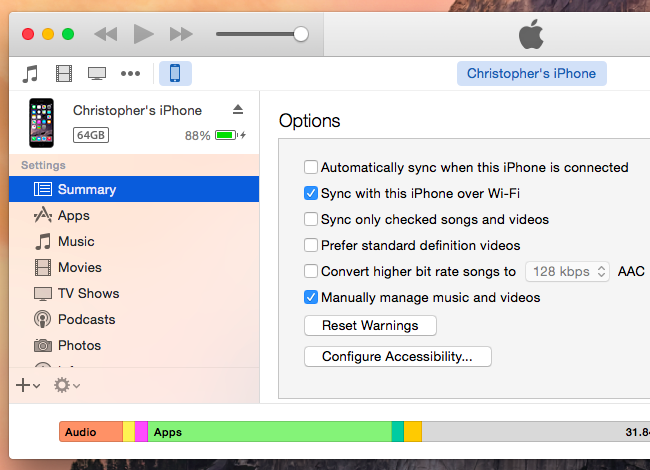 Christopher's iPhone
Christopher's iPhone
64GB
88%
Settings
Summary
Apps
Music
Movies
TV Shows
Podcasts
Photos
Options
Automatically sync when this iPhone is connected
Sync with this iPhone over Wi-Fi
Sync only checked songs and videos
Prefer standard definition videos
Convert higher bit rate songs to 128 kbps AAC
Manually manage music and videos
Reset Warnings
Configure Accessibility...
Audio Apps 31.84